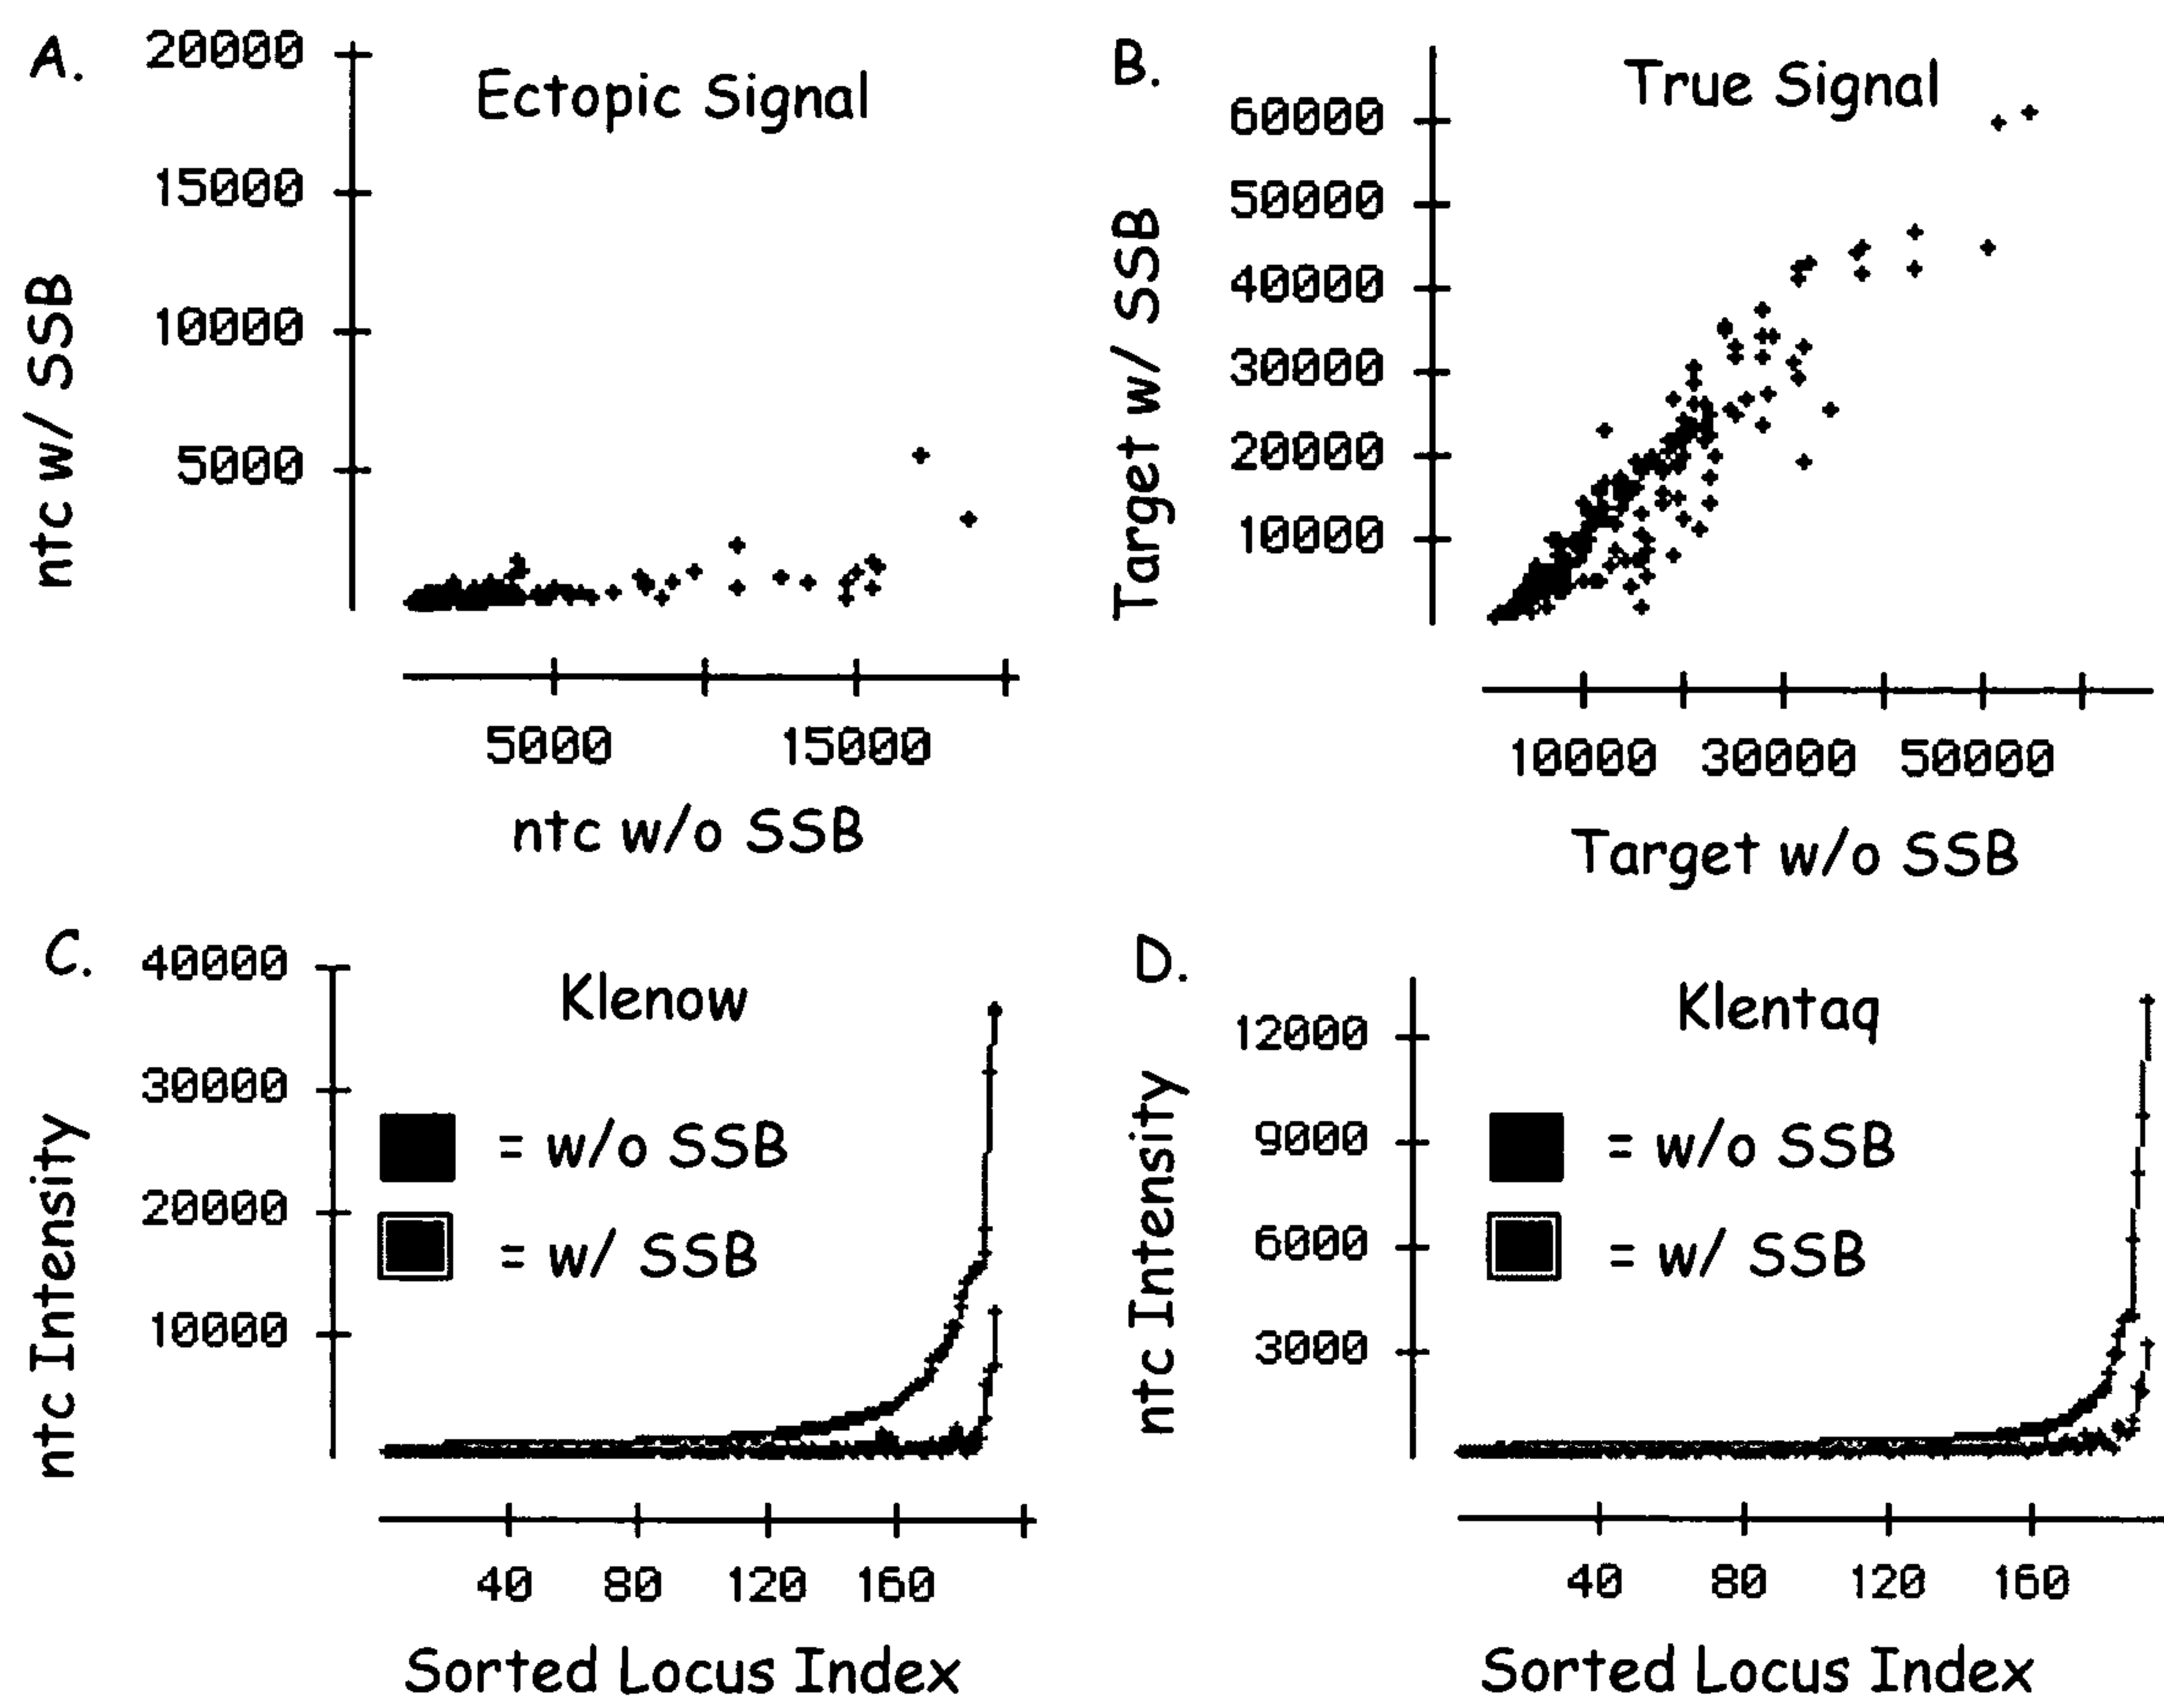 A.
Ectopic Signal
20000
15000
10000
5000
ntc w/ SSB
5000 15000
ntc w/o SSB
B.
True Signal
60000
50000
40000
30000
20000
10000
Target w/ SSB
10000 30000 50000
Target w/o SSB
C.
Klenow
40000
30000
20000
10000
ntc Intensity
= w/o SSB
= w/ SSB
40 80 120 160
Sorted Locus Index
D.
Klentaq
12000
9000
6000
3000
ntc Intensity
= w/o SSB
= w/ SSB
40 80 120 160
Sorted Locus Index